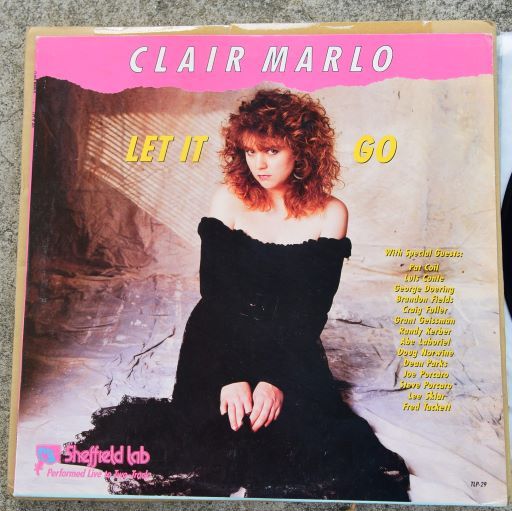 CLAIR MARLO
LET IT GO
With Special Guests:
Pat Coil
Luis Conte
George Doering
Brandon Fields
Craig Fuller
Grant Geissman
Randy Kerber
Abe Laboriel
Doug Norwine
Dean Parks
Joe Porcaro
Steve Porcaro
Lee Sklar
Fred Tackett
Sheffield Lab
Performed Live to Two-Track
TLP-29